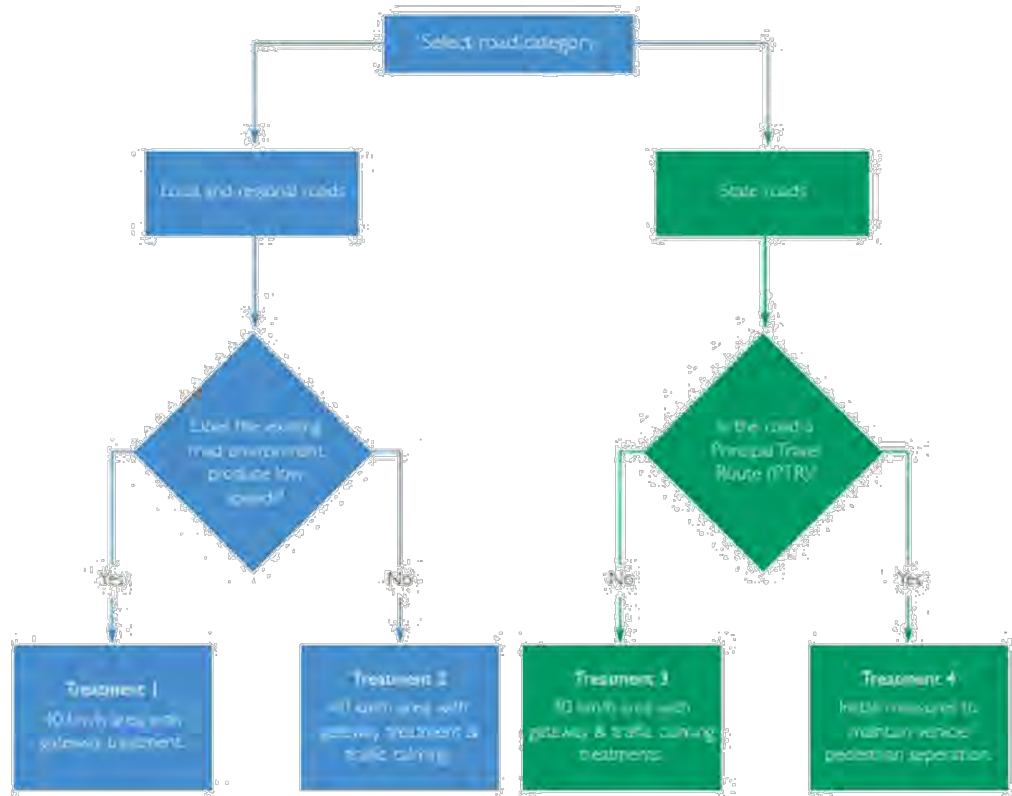 Select road category
Local and regional roads
State roads
the existing
road environment
produce low
speeds?
Is the road a
Principal Travel
Route (PTR)?
Yes
No
No
Yes
Treatment 1
40 km/h area with
gateway treatment.
Treatment 2
40 km/h area with
gateway treatment &
traffic calming.
Treatment 3
40 km/h area with
gateway & traffic calming
treatments.
Treatment 4
Install measures to
maintain vehicle/
pedestrian seperation.